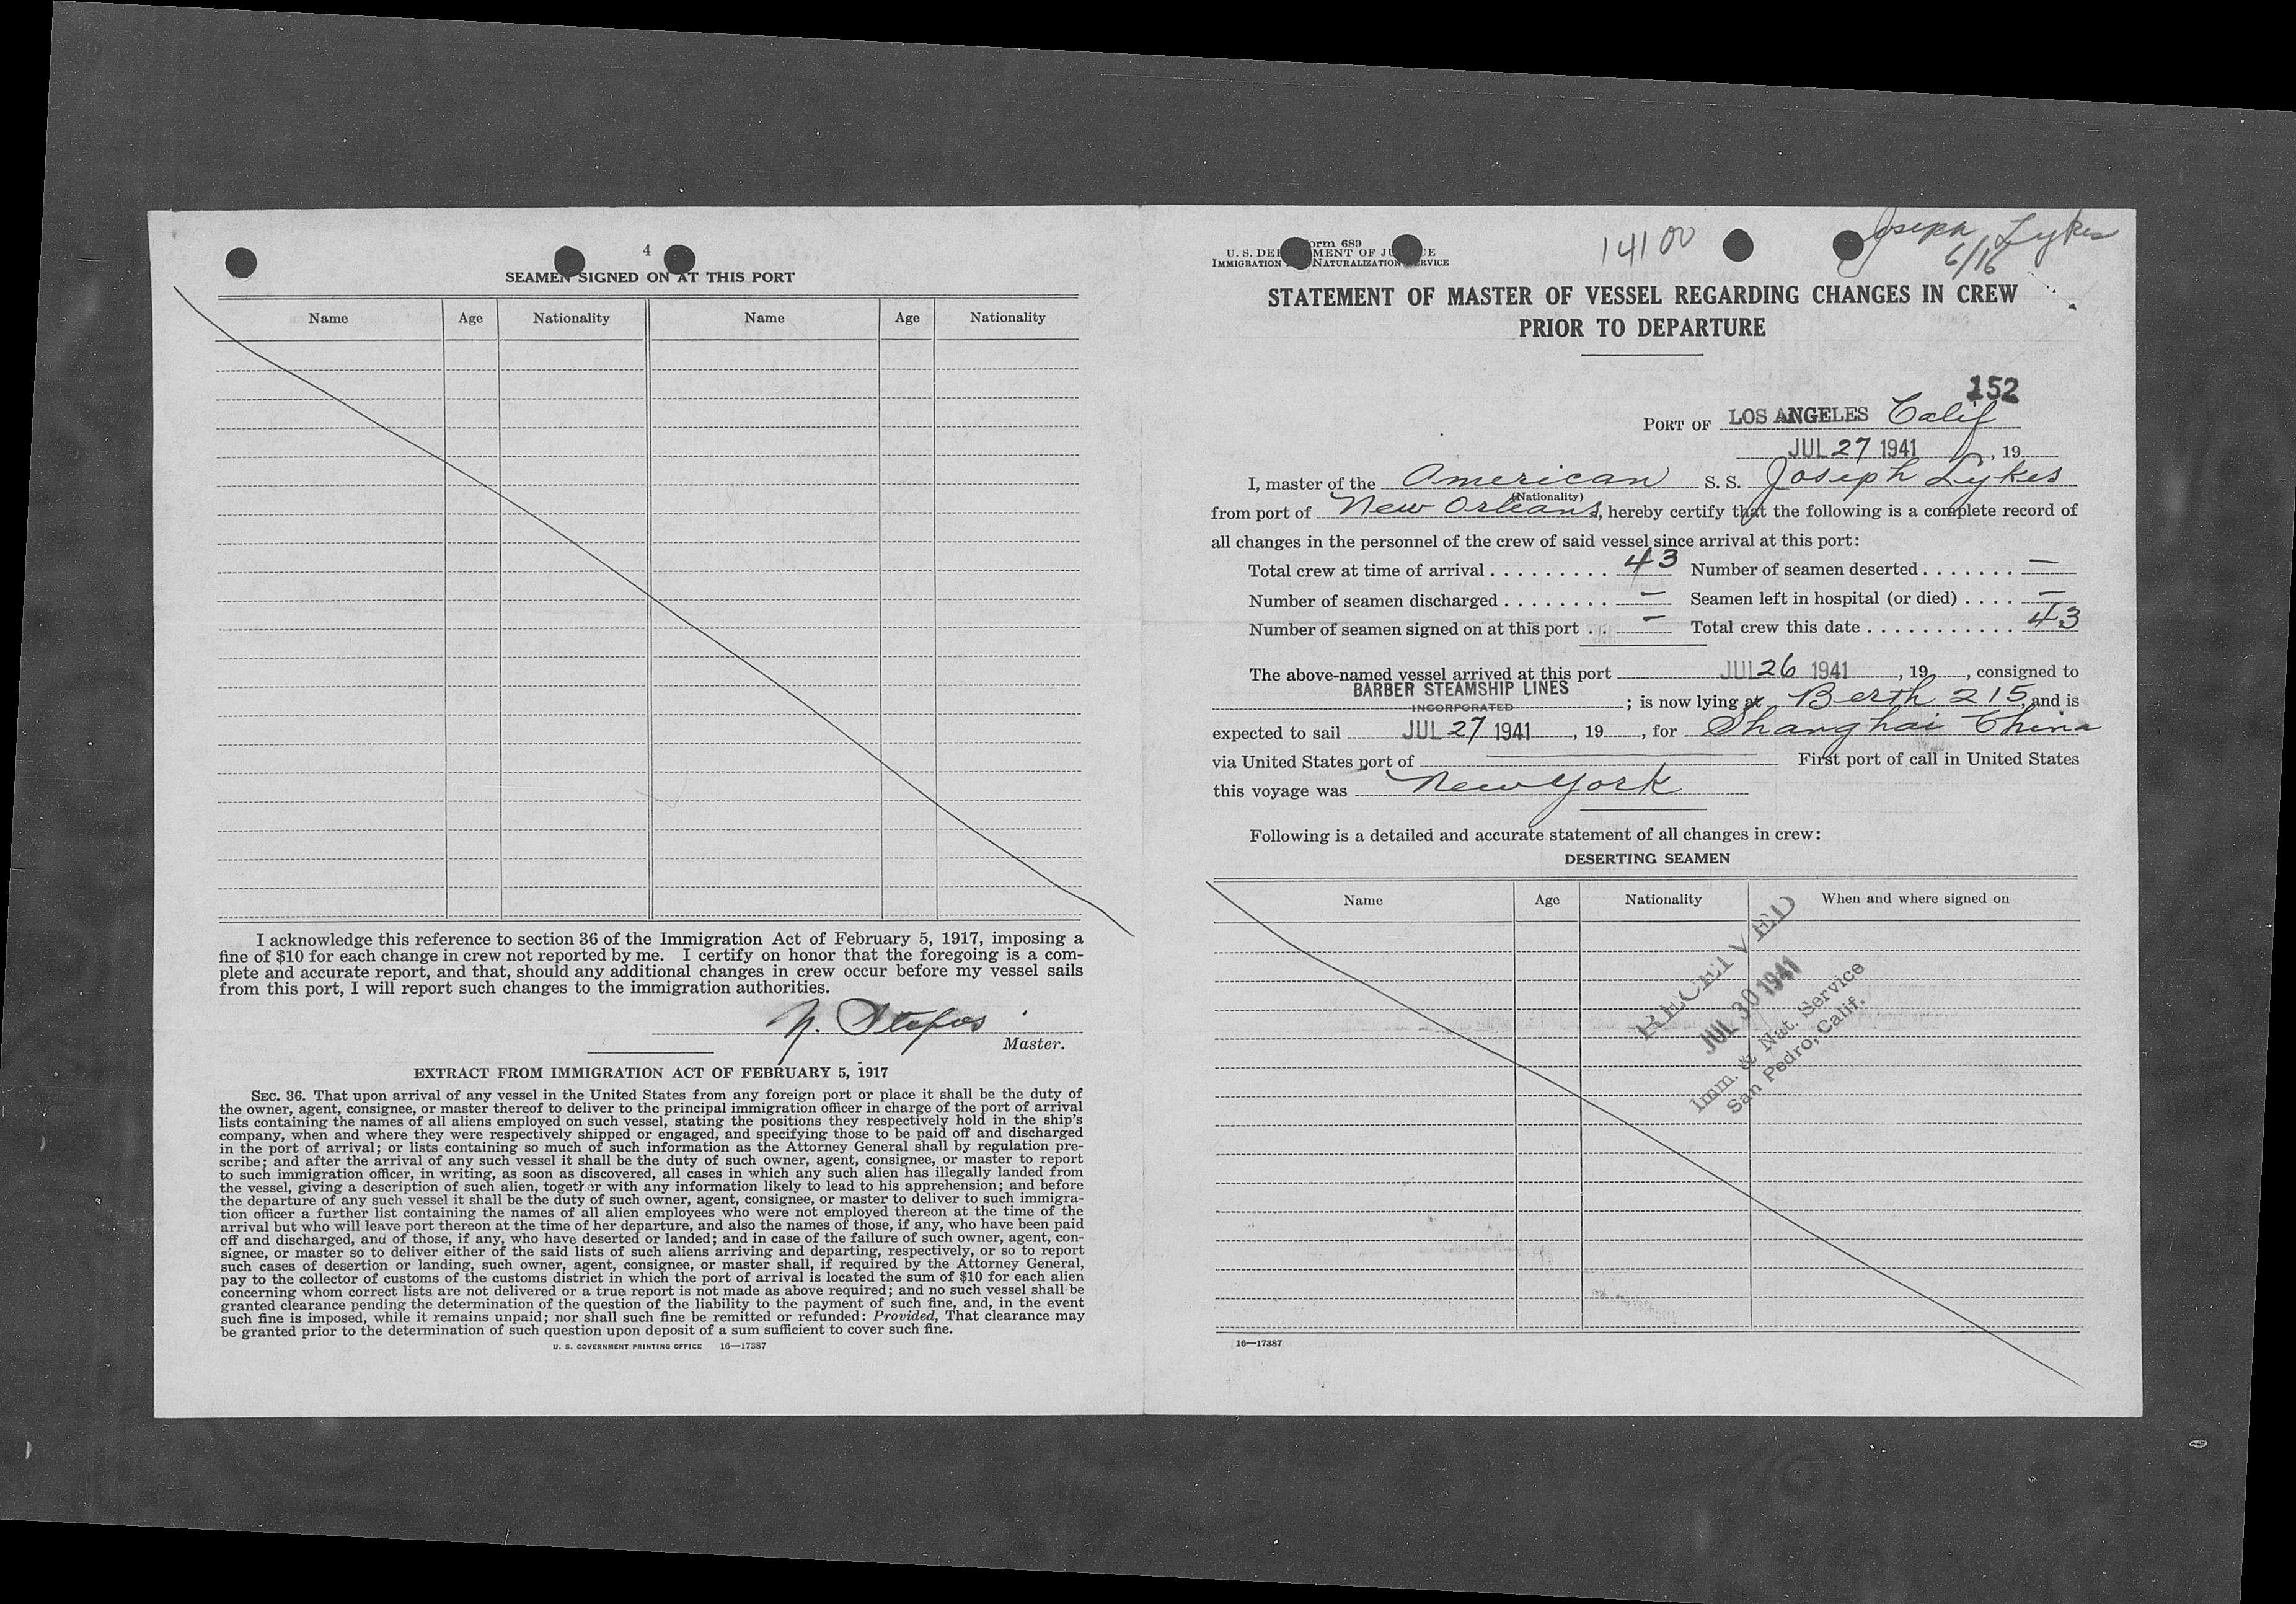 4
SEAMEN SIGNED ON AT THIS PORT
Name Age Nationality Name Age Nationality
I acknowledge this reference to section 36 of the Immigration Act of February 5, 1917, imposing a
fine of $10 for each change in crew not reported by me. I certify on honor that the foregoing is a com-
plete and accurate report, and that, should any additional changes in crew occur before my vessel sails
from this port, I will report such changes to the immigration authorities.
Master.
EXTRACT FROM IMMIGRATION ACT OF FEBRUARY 5, 1917
SEC. 36. That upon arrival of any vessel in the United States from any foreign port or place it shall be the duty of
the owner, agent, consignee, or master thereof to deliver to the principal immigration officer in charge of the port of arrival
lists containing the names of all aliens employed on such vessel, stating the positions they respectively hold in the ship's
company, when and where they were respectively shipped or engaged, and specifying those to be paid off and discharged
in the port of arrival; or lists containing so much of such information as the Attorney General shall by regulation pre-
scribe; and after the arrival of any such vessel it shall be the duty of such owner, agent, consignee, or master to report
to such immigration officer, in writing, as soon as discovered, all cases in which any such alien has illegally landed from
the vessel, giving a description of such alien, together with any information likely to lead to his apprehension; and before
the departure of any such vessel it shall be the duty of such owner, agent, consignee, or master to deliver to such immigra-
tion officer a further list containing the names of all alien employees who were not employed thereon at the time of the
arrival but who will leave port thereon at the time of her departure, and also the names of those, if any, who have been paid
off and discharged, and of those, if any, who have deserted or landed; and in case of the failure of such owner, agent, con-
signee, or master so to deliver either of the said lists of such aliens arriving and departing, respectively, or so to report
such cases of desertion or landing, such owner, agent, consignee, or master shall, if required by the Attorney General,
pay to the collector of customs of the customs district in which the port of arrival is located the sum of $10 for each alien
concerning whom correct lists are not delivered or a true report is not made as above required; and no such vessel shall be
granted clearance pending the determination of the question of the liability to the payment of such fine, and, in the event
such fine is imposed, while it remains unpaid; nor shall such fine be remitted or refunded: Provided, That clearance may
be granted prior to the determination of such question upon deposit of a sum sufficient to cover such fine.
U. S. GOVERNMENT PRINTING OFFICE 16—17387
Form 689
U. S. DEPARTMENT OF JUSTICE
IMMIGRATION AND NATURALIZATION SERVICE
14100
Joseph Lykes
6/16
STATEMENT OF MASTER OF VESSEL REGARDING CHANGES IN CREW
PRIOR TO DEPARTURE
152
PORT OF LOS ANGELES Calif
JUL 27 1941, 19
I, master of the American S. S. Joseph Lykes
(Nationality)
from port of New Orleans, hereby certify that the following is a complete record of
all changes in the personnel of the crew of said vessel since arrival at this port:
Total crew at time of arrival . . . . . . . . . 43 Number of seamen deserted . . . . . . . —
Number of seamen discharged . . . . . . . . — Seamen left in hospital (or died) . . . . —
Number of seamen signed on at this port . . — Total crew this date . . . . . . . . . . . 43
The above-named vessel arrived at this port JUL 26 1941, 19, consigned to
BARBER STEAMSHIP LINES
INCORPORATED ; is now lying at Berth 215, and is
expected to sail JUL 27 1941, 19, for Shanghai China
via United States port of — First port of call in United States
this voyage was New York
Following is a detailed and accurate statement of all changes in crew:
DESERTING SEAMEN
Name Age Nationality When and where signed on
RECEIVED
JUL 30 1941
Imm. & Nat. Service
San Pedro, Calif.
16—17387